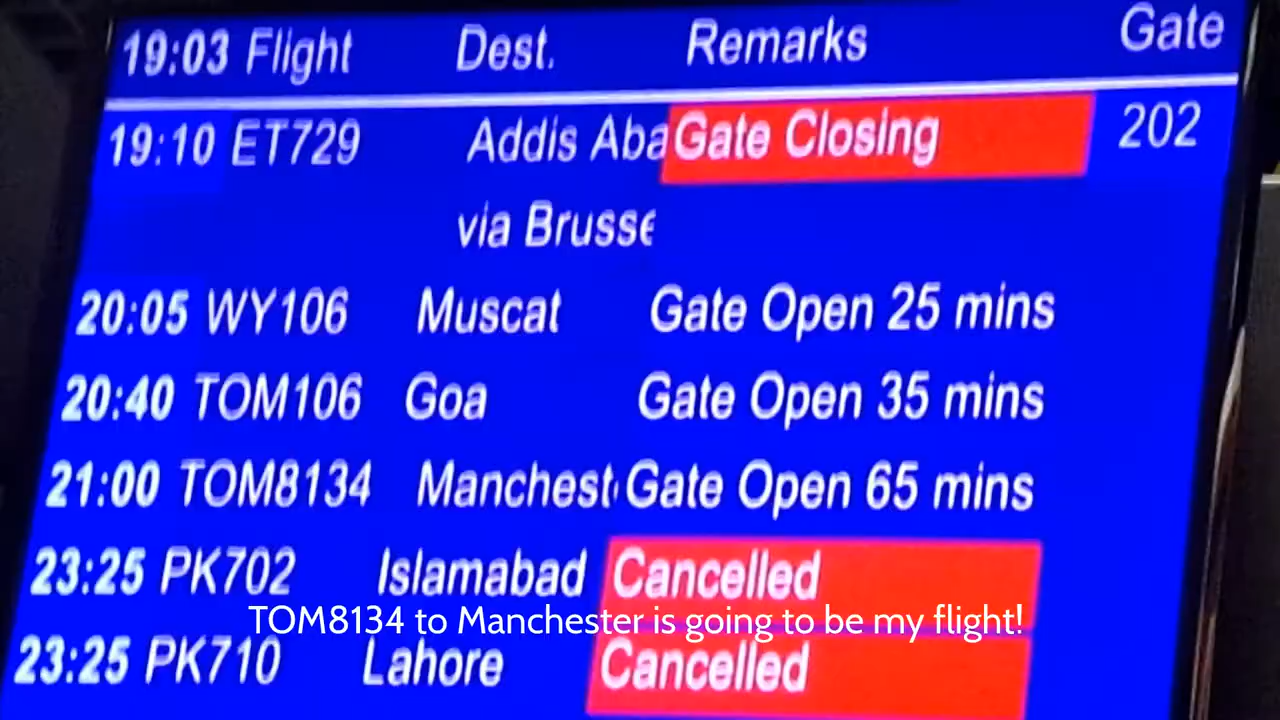 19:03 Flight Dest. Remarks Gate
19:10 ET729 Addis Aba Gate Closing 202
via Brusse
20:05 WY106 Muscat Gate Open 25 mins
20:40 TOM106 Goa Gate Open 35 mins
21:00 TOM8134 Manchest Gate Open 65 mins
23:25 PK702 Islamabad Cancelled
TOM8134 to Manchester is going to be my flight!
23:25 PK710 Lahore Cancelled